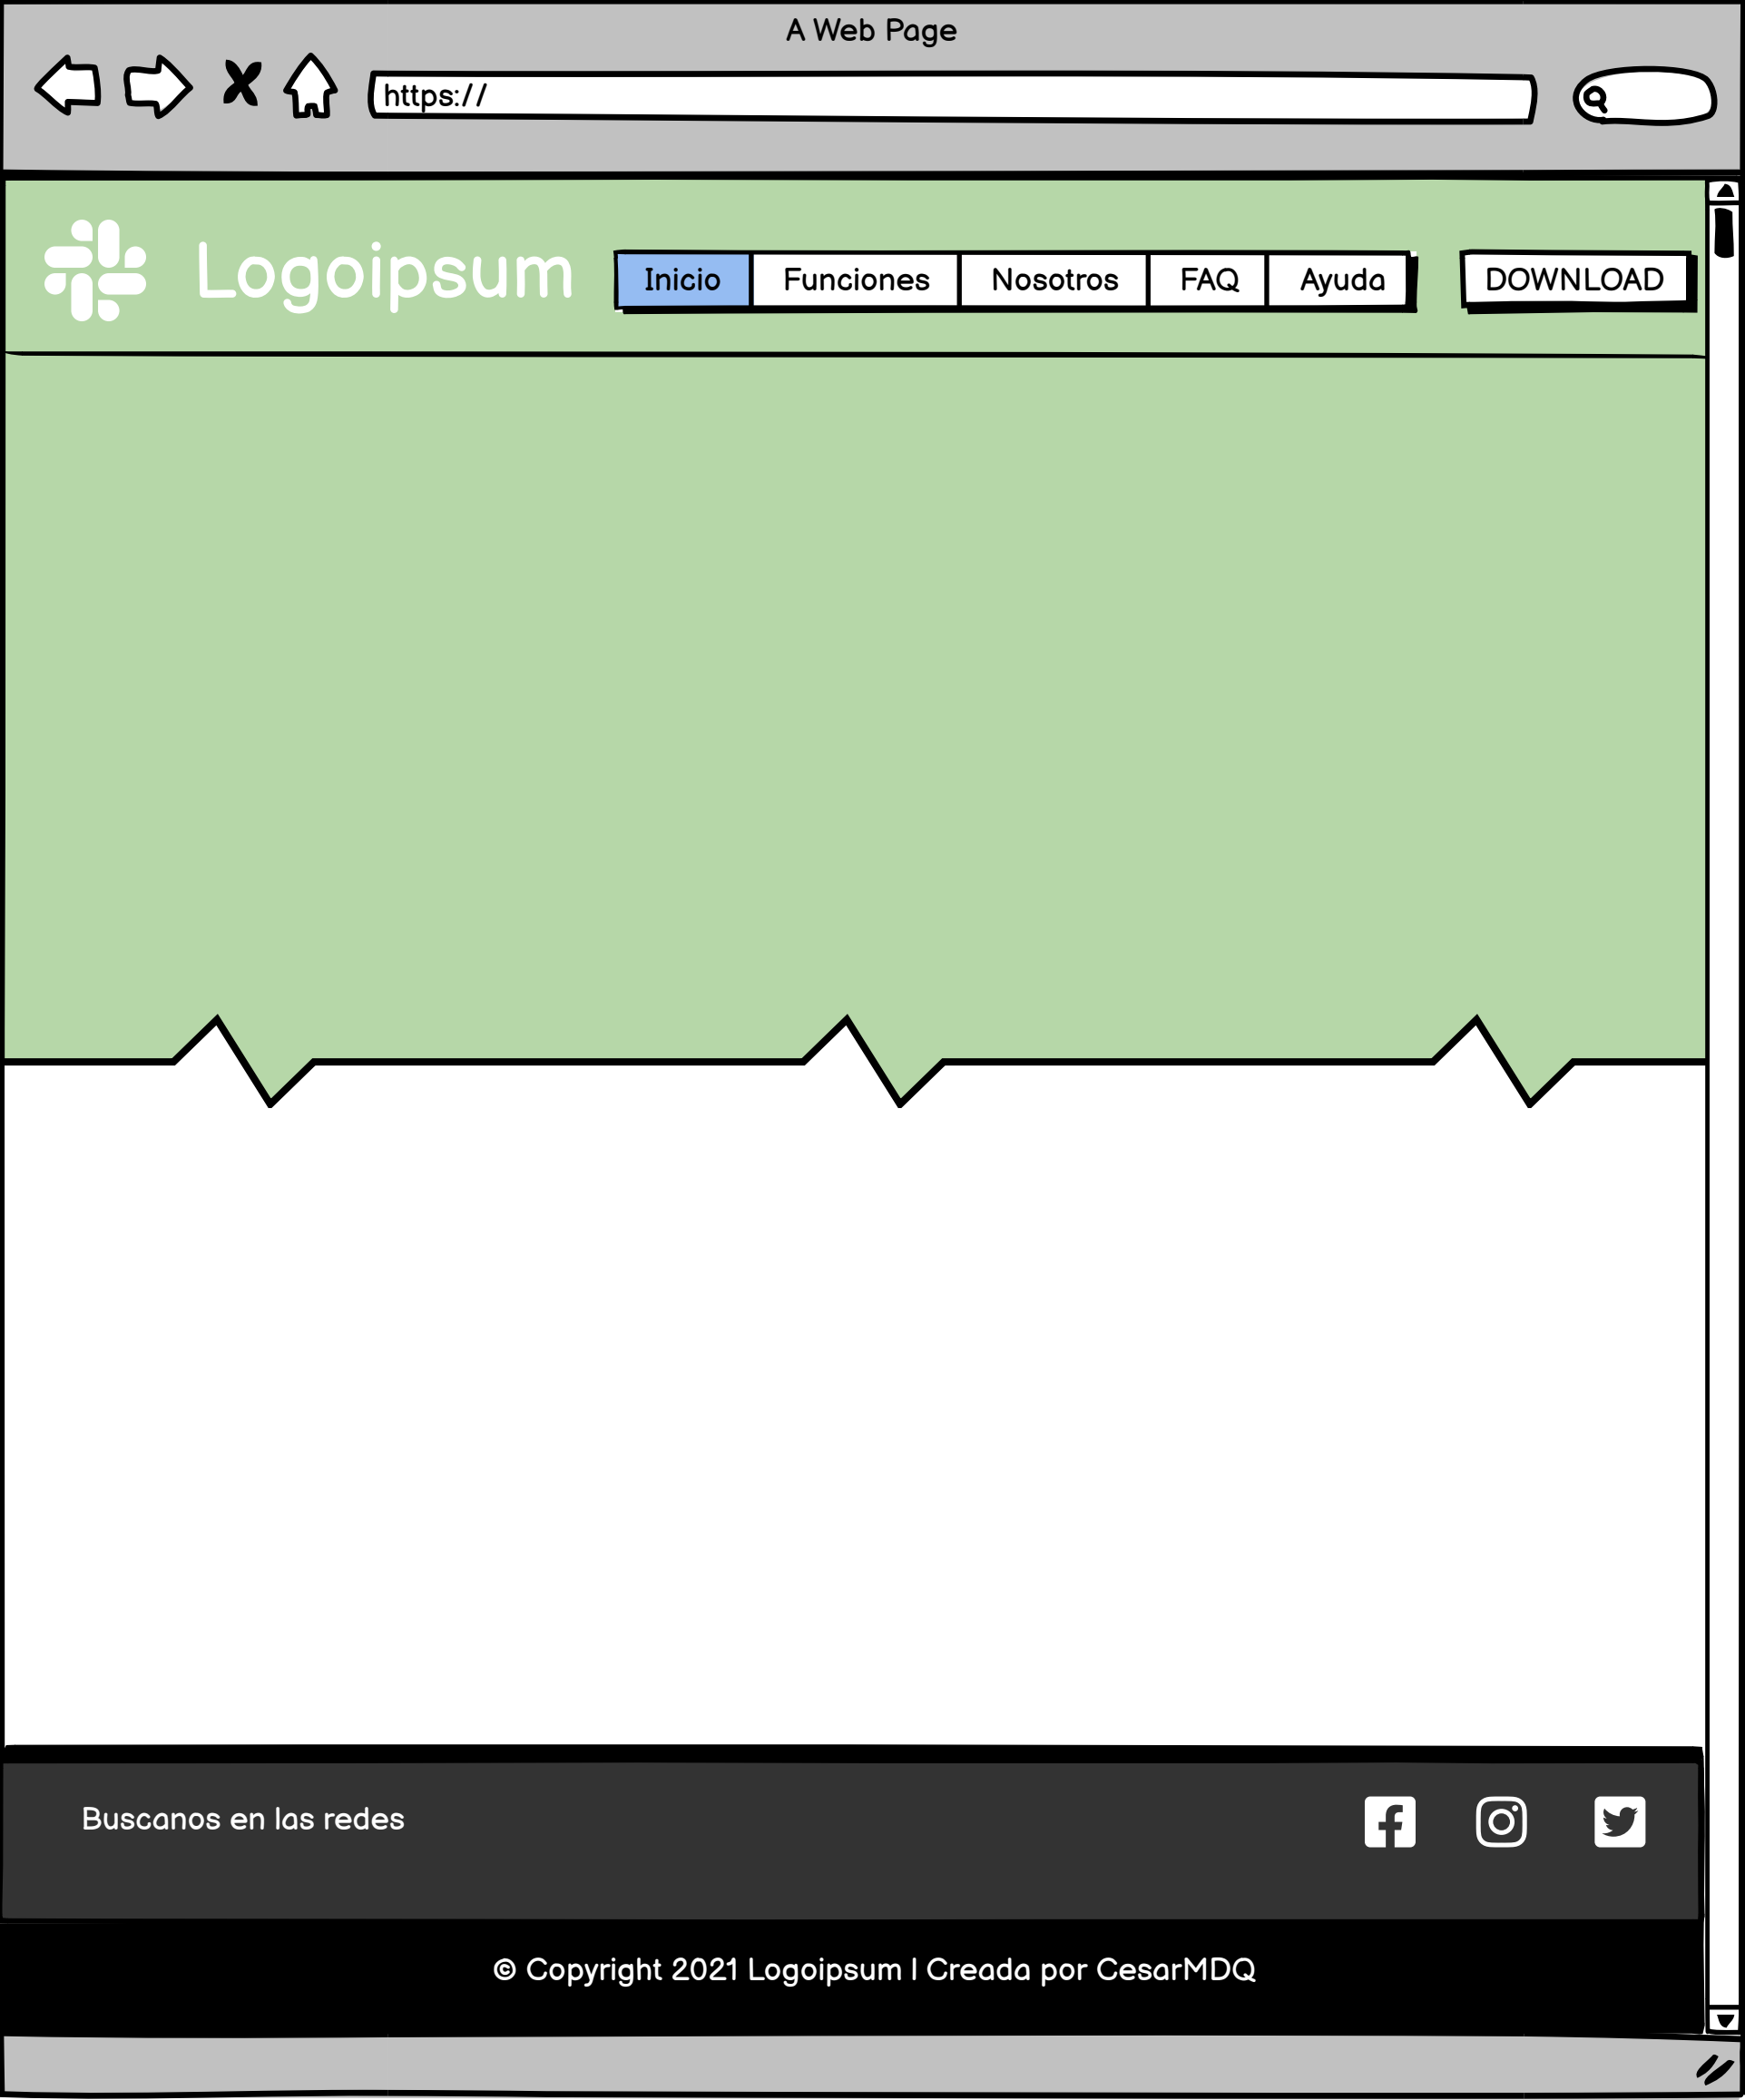 A Web Page
https://
Logoipsum
Inicio Funciones Nosotros FAQ Ayuda DOWNLOAD
Buscanos en las redes
© Copyright 2021 Logoipsum | Creada por CesarMDQ